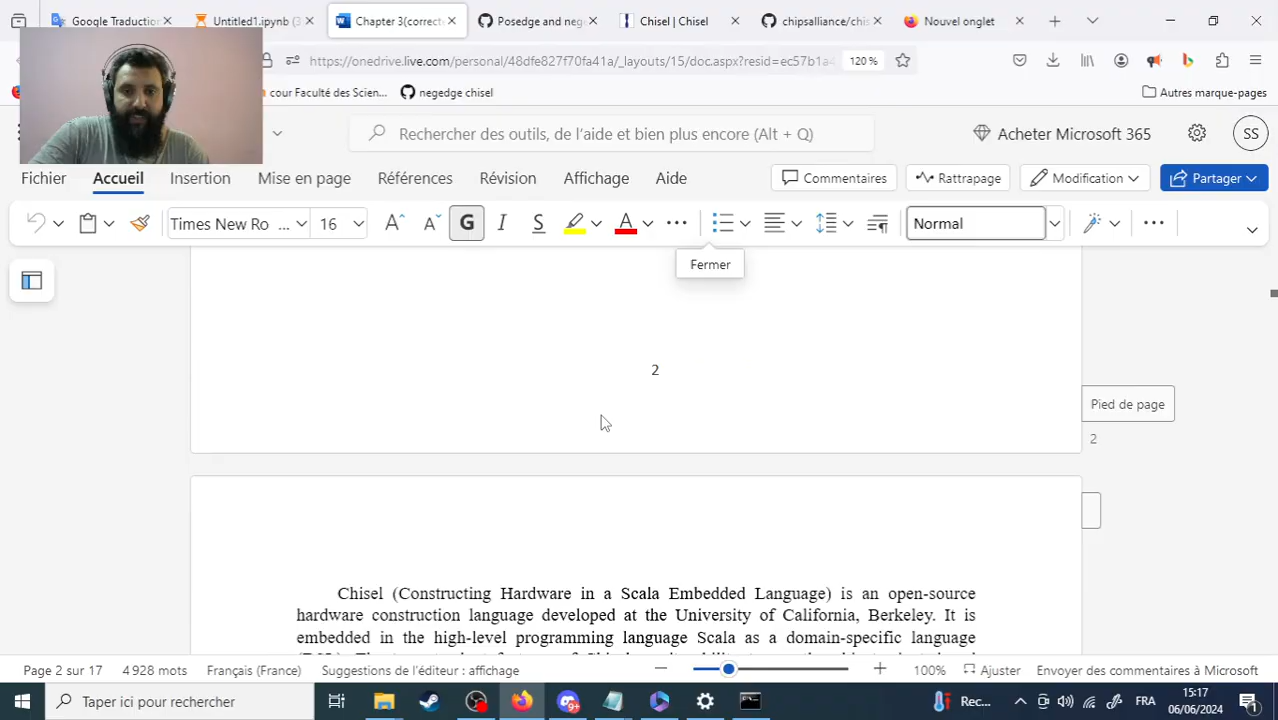 Google Traduction
Untitled1.ipynb (3
Chapter 3(correct
Posedge and neg
Chisel | Chisel
chipsalliance/chis
Nouvel onglet
https://onedrive.live.com/personal/48dfe827f70fa41a/_layouts/15/doc.aspx?resid=ec57b1a4
120 %
cour Faculté des Scien...
negedge chisel
Autres marque-pages
Rechercher des outils, de l'aide et bien plus encore (Alt + Q)
Acheter Microsoft 365
SS
Fichier
Accueil
Insertion
Mise en page
Références
Révision
Affichage
Aide
Commentaires
Rattrapage
Modification
Partager
Times New Ro ...
16
G
I
S
A
Normal
Fermer
2
Pied de page
2
Chisel (Constructing Hardware in a Scala Embedded Language) is an open-source
hardware construction language developed at the University of California, Berkeley. It is
embedded in the high-level programming language Scala as a domain-specific language
Page 2 sur 17
4 928 mots
Français (France)
Suggestions de l'éditeur : affichage
100%
Ajuster
Envoyer des commentaires à Microsoft
Taper ici pour rechercher
Rec...
FRA
15:17
06/06/2024
1